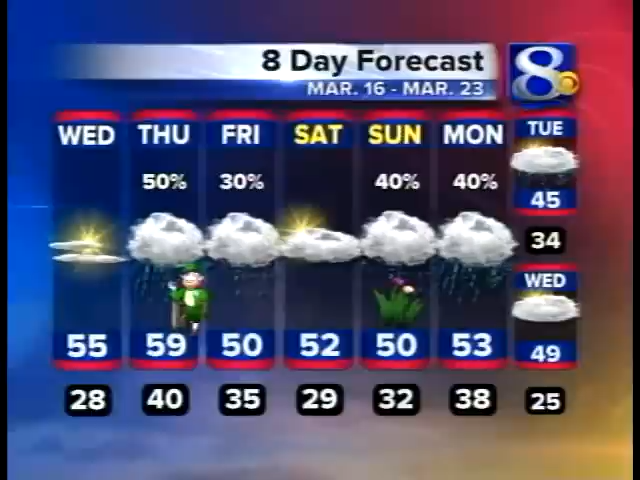 8 Day Forecast
MAR. 16 - MAR. 23
8
WED THU FRI SAT SUN MON TUE
50% 30% 40% 40%
45
34
WED
55 59 50 52 50 53 49
28 40 35 29 32 38 25